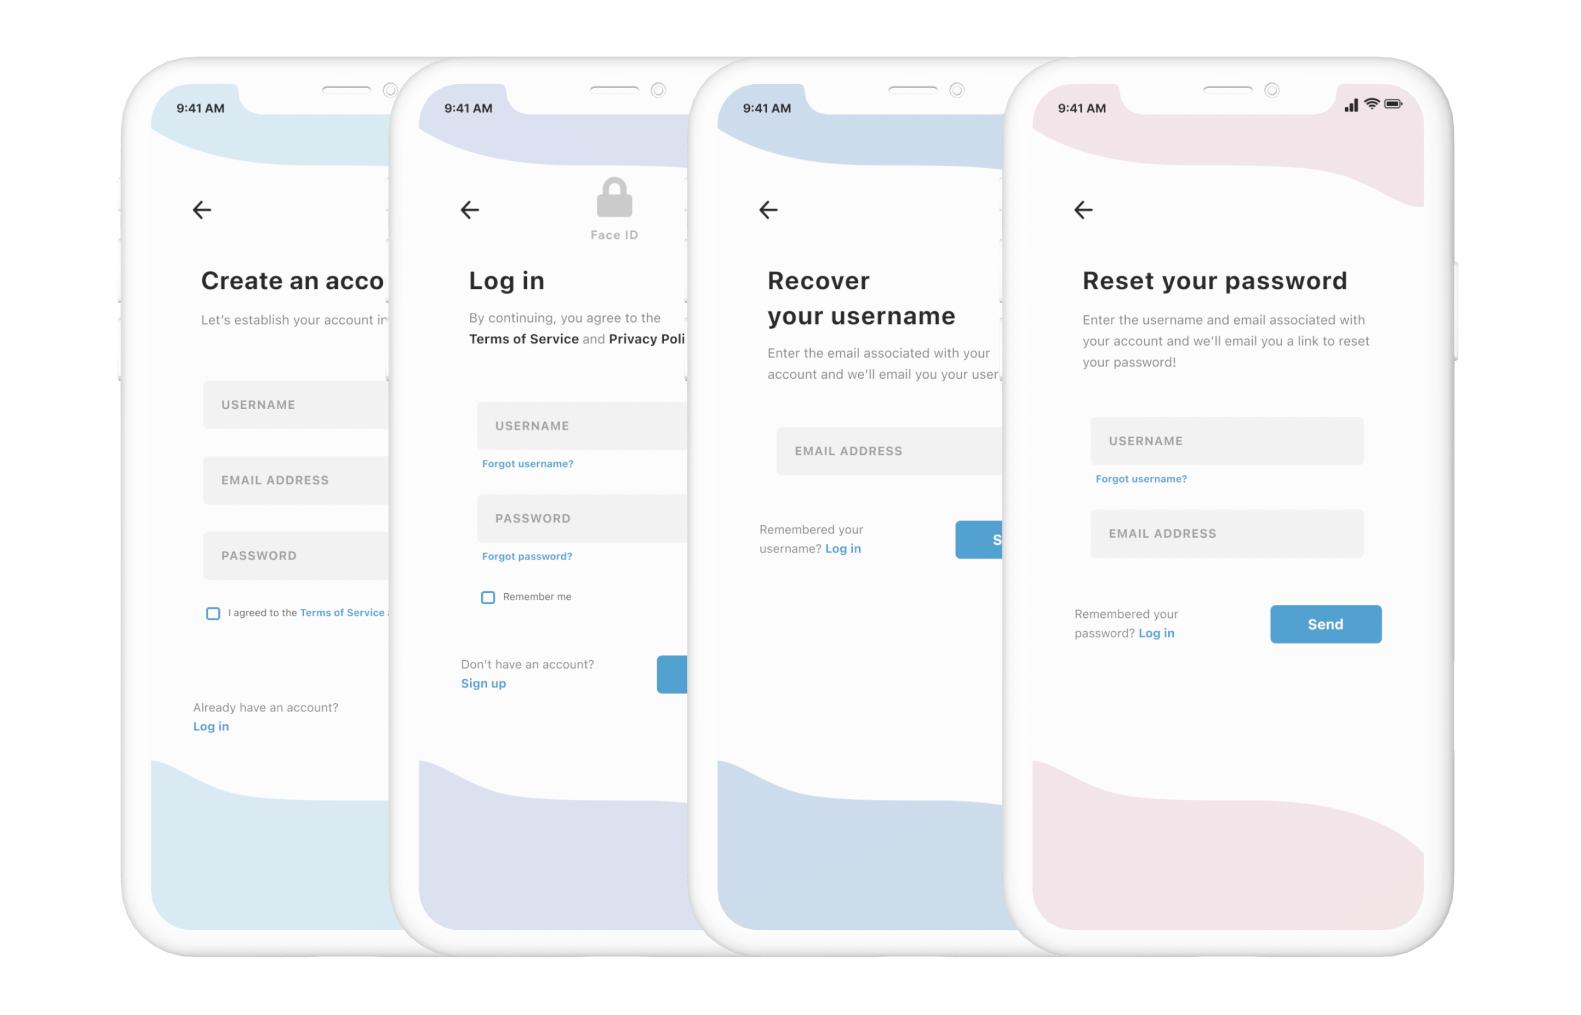 9:41 AM
Create an acco
Let's establish your account in
USERNAME
EMAIL ADDRESS
PASSWORD
I agreed to the Terms of Service
Already have an account?
Log in
9:41 AM
Face ID
Log in
By continuing, you agree to the
Terms of Service and Privacy Poli
USERNAME
Forgot username?
PASSWORD
Forgot password?
Remember me
Don't have an account?
Sign up
9:41 AM
Recover
your username
Enter the email associated with your
account and we'll email you your user
EMAIL ADDRESS
Remembered your
username? Log in
S
9:41 AM
Reset your password
Enter the username and email associated with
your account and we'll email you a link to reset
your password!
USERNAME
Forgot username?
EMAIL ADDRESS
Remembered your
password? Log in
Send